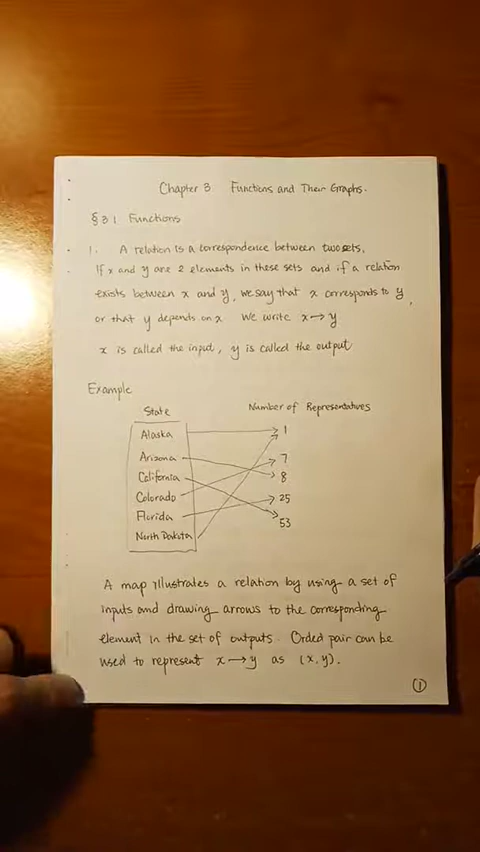 Chapter 3 Functions and Their Graphs.
§ 3.1 Functions
1. A relation is a correspondence between two sets.
If x and y are 2 elements in these sets and if a relation
exists between x and y, we say that x corresponds to y,
or that y depends on x We write x → y
x is called the input, y is called the output
Example
State Number of Representatives
Alaska 1
Arizona 7
California 8
Colorado 25
Florida 53
North Dakota
A map illustrates a relation by using a set of
inputs and drawing arrows to the corresponding
element in the set of outputs. Orded pair can be
used to represent x → y as (x, y).
1